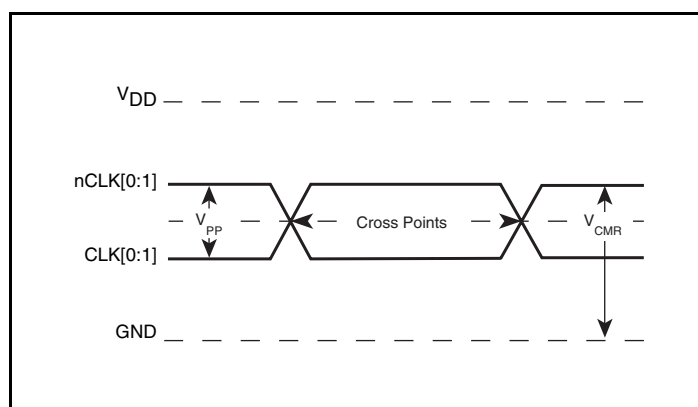 VDD
nCLK[0:1]
VPP
Cross Points
VCMR
CLK[0:1]
GND